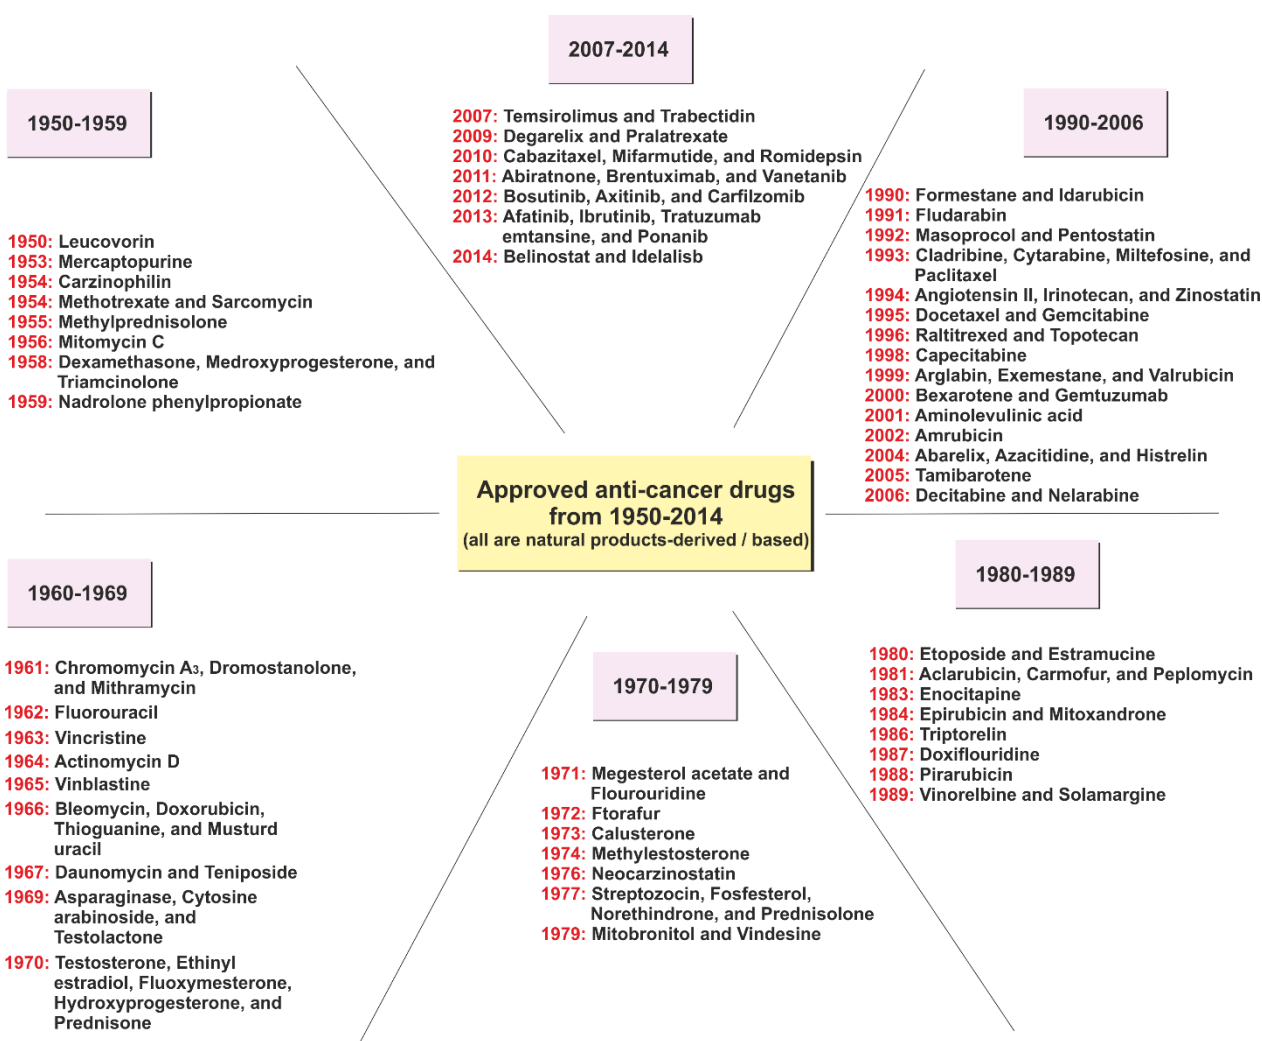 2007-2014
2007: Temsirolimus and Trabectidin
2009: Degarelix and Pralatrexate
2010: Cabazitaxel, Mifarmutide, and Romidepsin
2011: Abiratnone, Brentuximab, and Vanetanib
2012: Bosutinib, Axitinib, and Carfilzomib
2013: Afatinib, Ibrutinib, Tratuzumab
emtansine, and Ponanib
2014: Belinostat and Idelalisb
1950-1959
1950: Leucovorin
1953: Mercaptopurine
1954: Carzinophilin
1954: Methotrexate and Sarcomycin
1955: Methylprednisolone
1956: Mitomycin C
1958: Dexamethasone, Medroxyprogesterone, and
Triamcinolone
1959: Nadrolone phenylpropionate
1990-2006
1990: Formestane and Idarubicin
1991: Fludarabin
1992: Masoprocol and Pentostatin
1993: Cladribine, Cytarabine, Miltefosine, and
Paclitaxel
1994: Angiotensin II, Irinotecan, and Zinostatin
1995: Docetaxel and Gemcitabine
1996: Raltitrexed and Topotecan
1998: Capecitabine
1999: Arglabin, Exemestane, and Valrubicin
2000: Bexarotene and Gemtuzumab
2001: Aminolevulinic acid
2002: Amrubicin
2004: Abarelix, Azacitidine, and Histrelin
2005: Tamibarotene
2006: Decitabine and Nelarabine
Approved anti-cancer drugs
from 1950-2014
(all are natural products-derived / based)
1960-1969
1961: Chromomycin A₃, Dromostanolone,
and Mithramycin
1962: Fluorouracil
1963: Vincristine
1964: Actinomycin D
1965: Vinblastine
1966: Bleomycin, Doxorubicin,
Thioguanine, and Musturd
uracil
1967: Daunomycin and Teniposide
1969: Asparaginase, Cytosine
arabinoside, and
Testolactone
1970: Testosterone, Ethinyl
estradiol, Fluoxymesterone,
Hydroxyprogesterone, and
Prednisone
1970-1979
1971: Megesterol acetate and
Flourouridine
1972: Ftorafur
1973: Calusterone
1974: Methylestosterone
1976: Neocarzinostatin
1977: Streptozocin, Fosfesterol,
Norethindrone, and Prednisolone
1979: Mitobronitol and Vindesine
1980-1989
1980: Etoposide and Estramucine
1981: Aclarubicin, Carmofur, and Peplomycin
1983: Enocitapine
1984: Epirubicin and Mitoxandrone
1986: Triptorelin
1987: Doxiflouridine
1988: Pirarubicin
1989: Vinorelbine and Solamargine